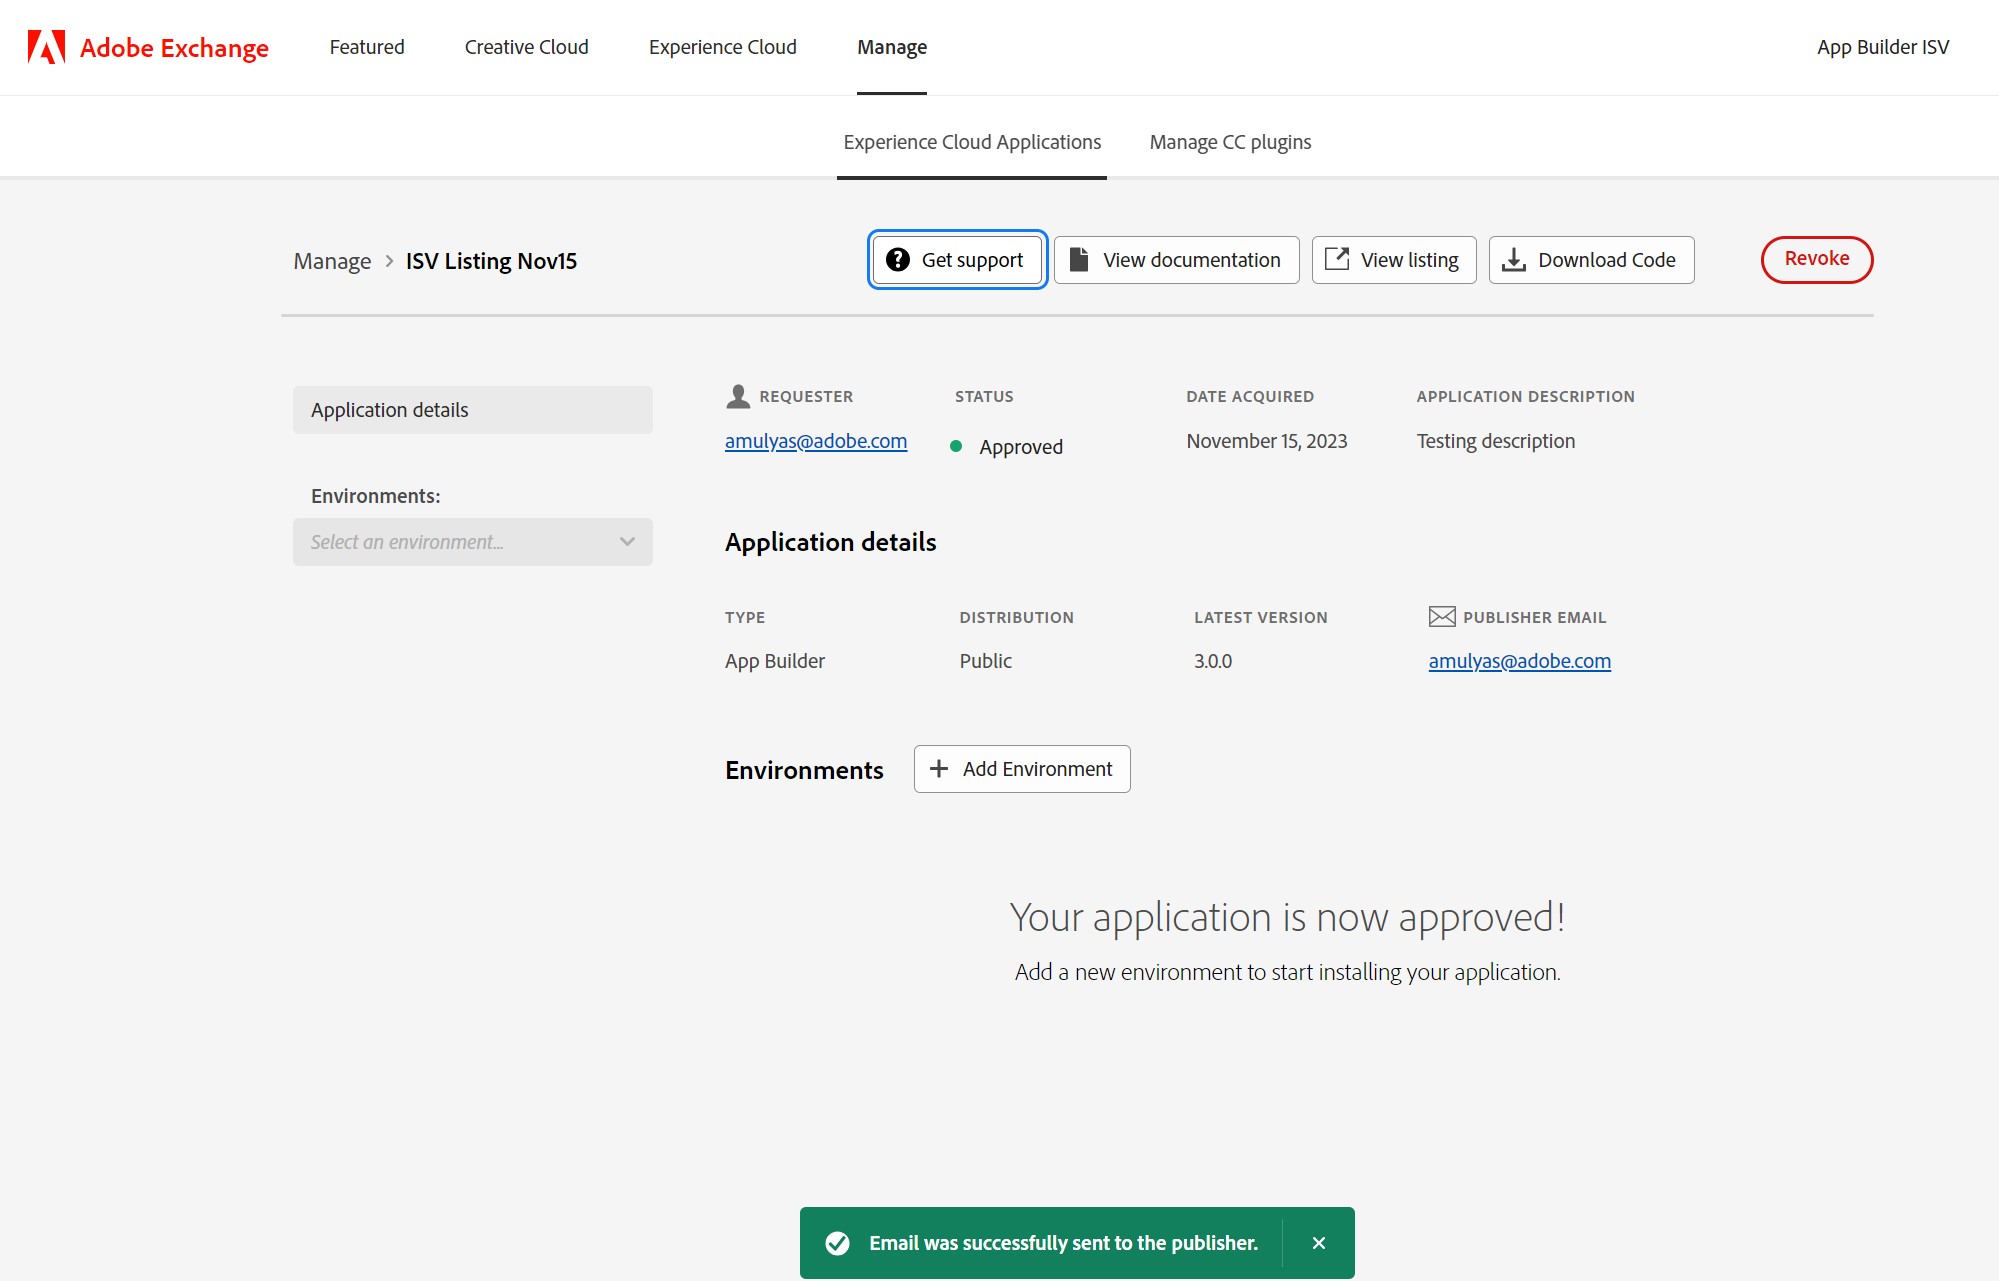 Adobe Exchange Featured Creative Cloud Experience Cloud Manage App Builder ISV
Experience Cloud Applications Manage CC plugins
Manage > ISV Listing Nov15 Get support View documentation View listing Download Code Revoke
Application details
Environments:
Select an environment...
REQUESTER STATUS DATE ACQUIRED APPLICATION DESCRIPTION
amulyas@adobe.com Approved November 15, 2023 Testing description
Application details
TYPE DISTRIBUTION LATEST VERSION PUBLISHER EMAIL
App Builder Public 3.0.0 amulyas@adobe.com
Environments Add Environment
Your application is now approved!
Add a new environment to start installing your application.
Email was successfully sent to the publisher.